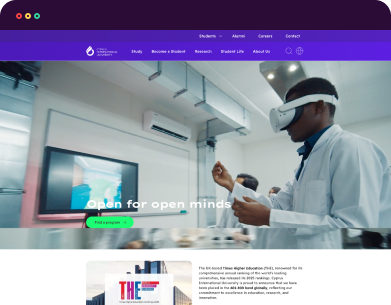 Students
Alumni
Careers
Contact
CYPRUS
INTERNATIONAL
UNIVERSITY
Study
Become a Student
Research
Student Life
About Us
Open for open minds
Find a program
THE
The UK-based Times Higher Education (THE), renowned for its
comprehensive annual ranking of the world's leading
universities, has released its 2025 rankings. Cyprus
International University is proud to announce that we have
been placed in the 401-500 band globally, reflecting our
commitment to excellence in education, research, and
innovation.